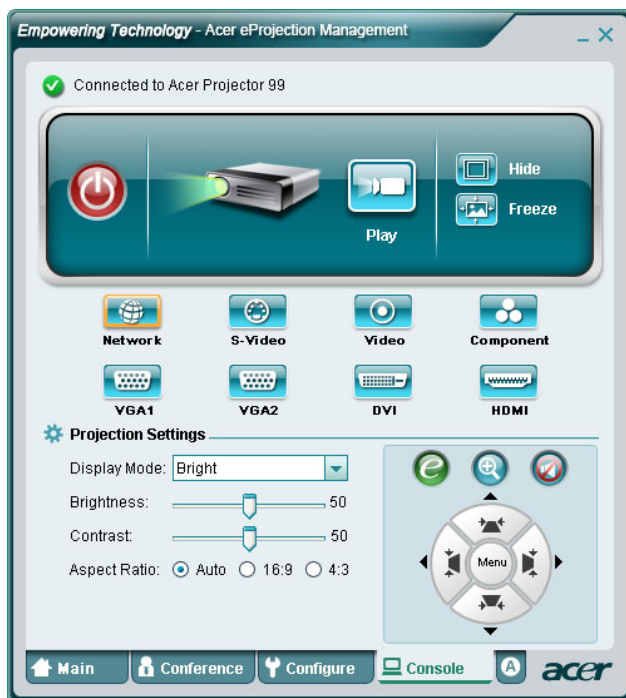 Empowering Technology - Acer eProjection Management
Connected to Acer Projector 99
Hide
Freeze
Play
Network S-Video Video Component
VGA1 VGA2 DVI HDMI
Projection Settings
Display Mode: Bright
Brightness: 50
Contrast: 50
Aspect Ratio: Auto 16:9 4:3
e
Menu
Main Conference Configure Console A acer